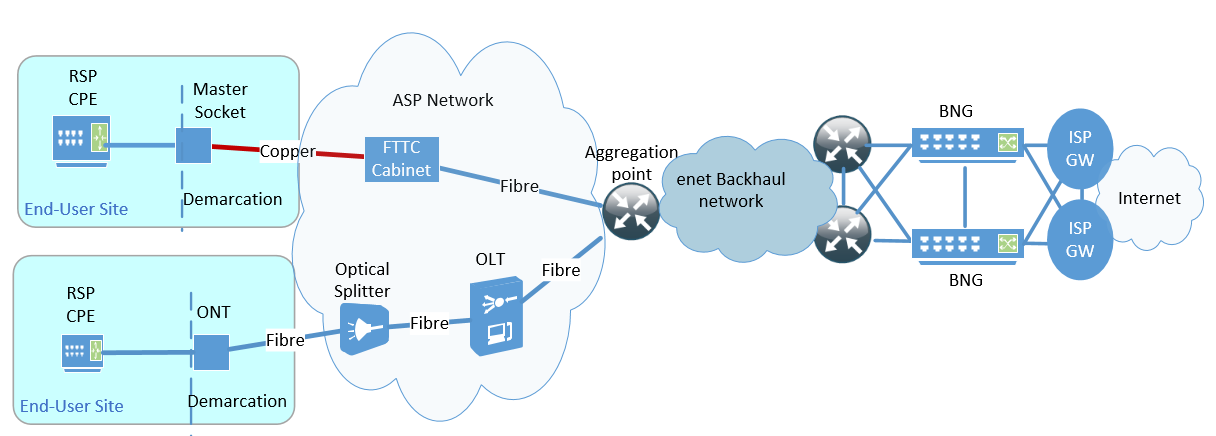 RSP
CPE
Master
Socket
Copper
Demarcation
End-User Site
ASP Network
FTTC
Cabinet
Fibre
Aggregation
point
enet Backhaul
network
BNG
ISP
GW
Internet
ISP
GW
BNG
RSP
CPE
ONT
Fibre
Demarcation
End-User Site
Optical
Splitter
Fibre
OLT
Fibre